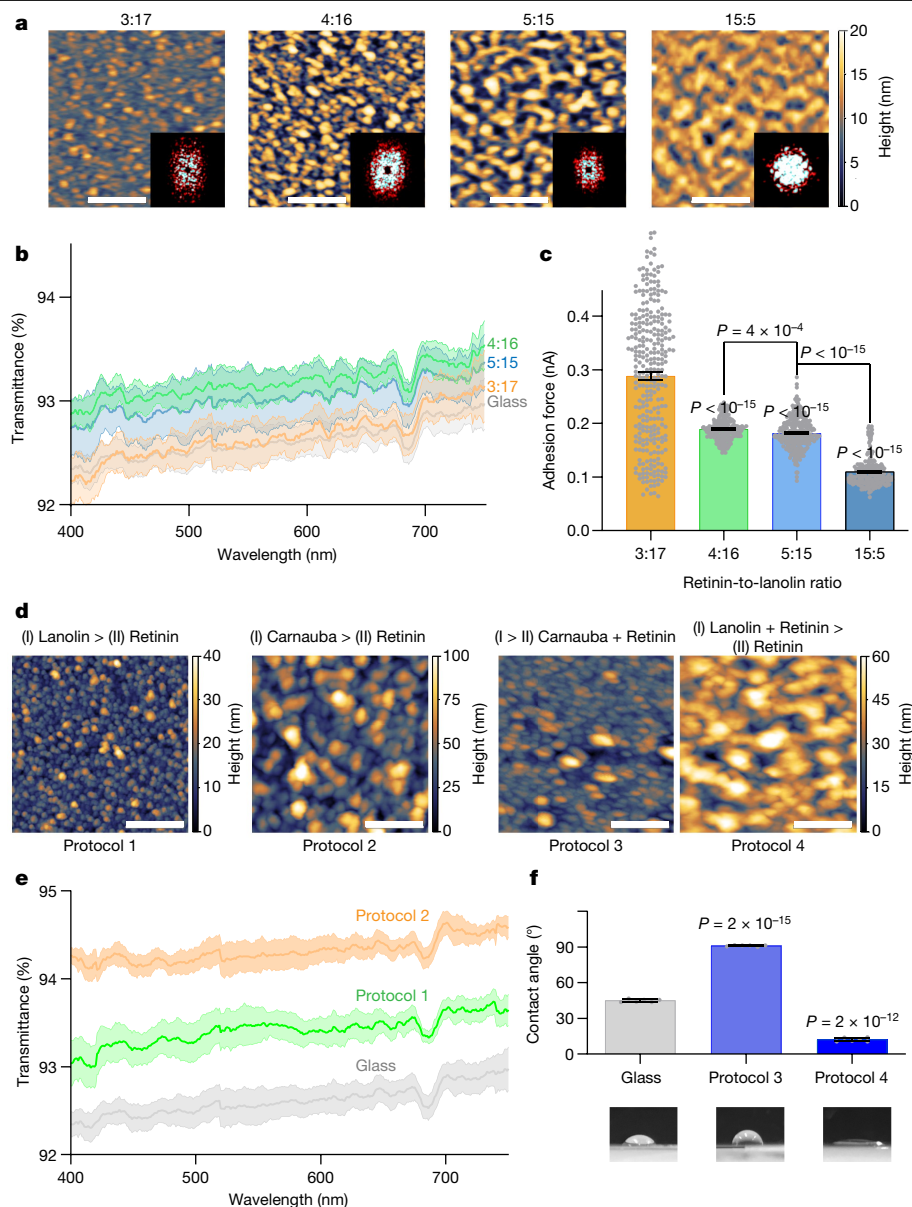 a
3:17
4:16
5:15
15:5
20
15
10
5
0
Height (nm)
b
94
93
92
Transmittance (%)
4:16
5:15
3:17
Glass
400
500
600
700
Wavelength (nm)
c
0.4
0.3
0.2
0.1
0.0
Adhesion force (nA)
P = 4 × 10⁻⁴
P < 10⁻¹⁵
P < 10⁻¹⁵
P < 10⁻¹⁵
P < 10⁻¹⁵
3:17
4:16
5:15
15:5
Retinin-to-lanolin ratio
d
(I) Lanolin > (II) Retinin
40
30
20
10
0
Height (nm)
Protocol 1
(I) Carnauba > (II) Retinin
100
75
50
25
0
Height (nm)
Protocol 2
(I > II) Carnauba + Retinin
Protocol 3
(I) Lanolin + Retinin >
(II) Retinin
60
45
30
15
0
Height (nm)
Protocol 4
e
95
94
93
92
Transmittance (%)
Protocol 2
Protocol 1
Glass
400
500
600
700
Wavelength (nm)
f
90
60
30
0
Contact angle (°)
P = 2 × 10⁻¹⁵
P = 2 × 10⁻¹²
Glass
Protocol 3
Protocol 4